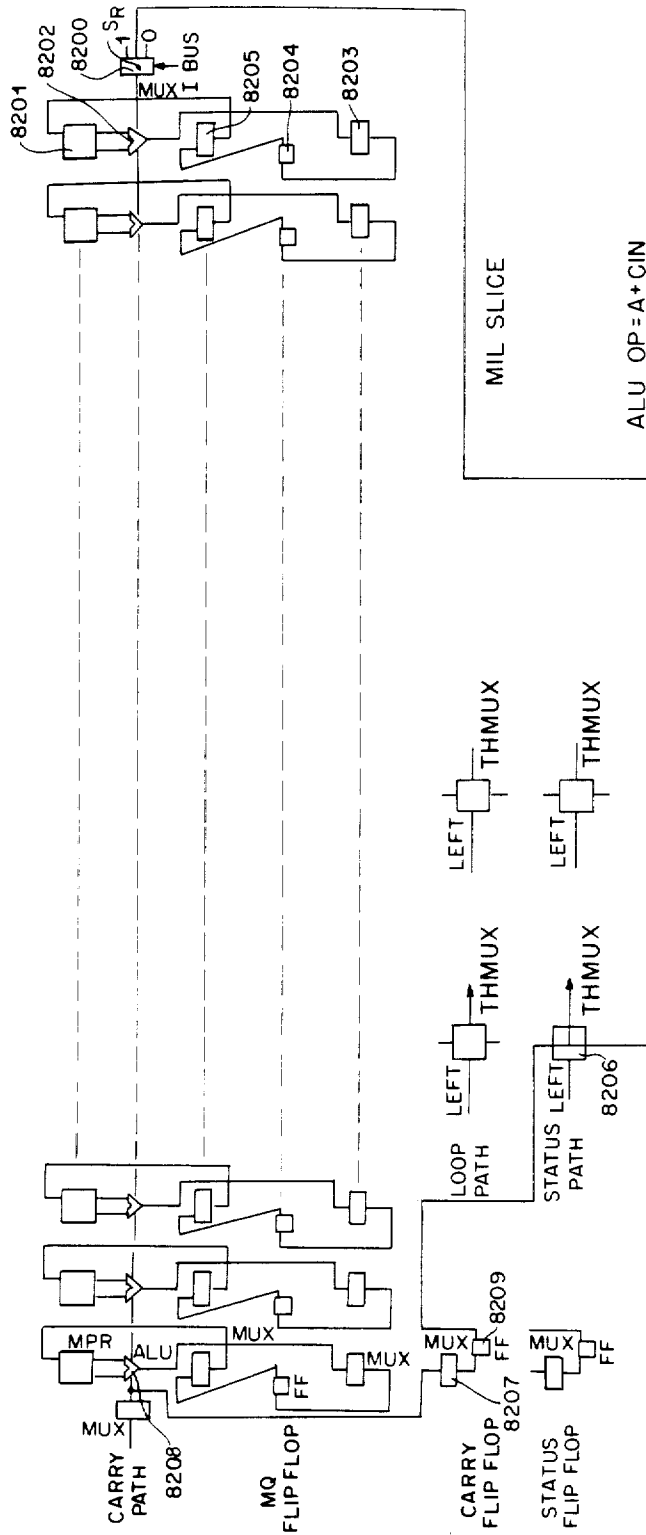 8201
8200
8202
SR
1
0
BUS
MUX I
8205
8204
8203
MPR
ALU
MUX
CARRY
PATH
8208
MUX
MQ
FLIP FLOP
FF
MUX
MUX
8209
FF
8207
CARRY
FLIP FLOP
MUX
FF
STATUS
FLIP FLOP
LOOP
PATH
LEFT
THMUX
LEFT
THMUX
STATUS
PATH
LEFT
THMUX
8206
LEFT
THMUX
MIL SLICE
ALU OP=A+CIN